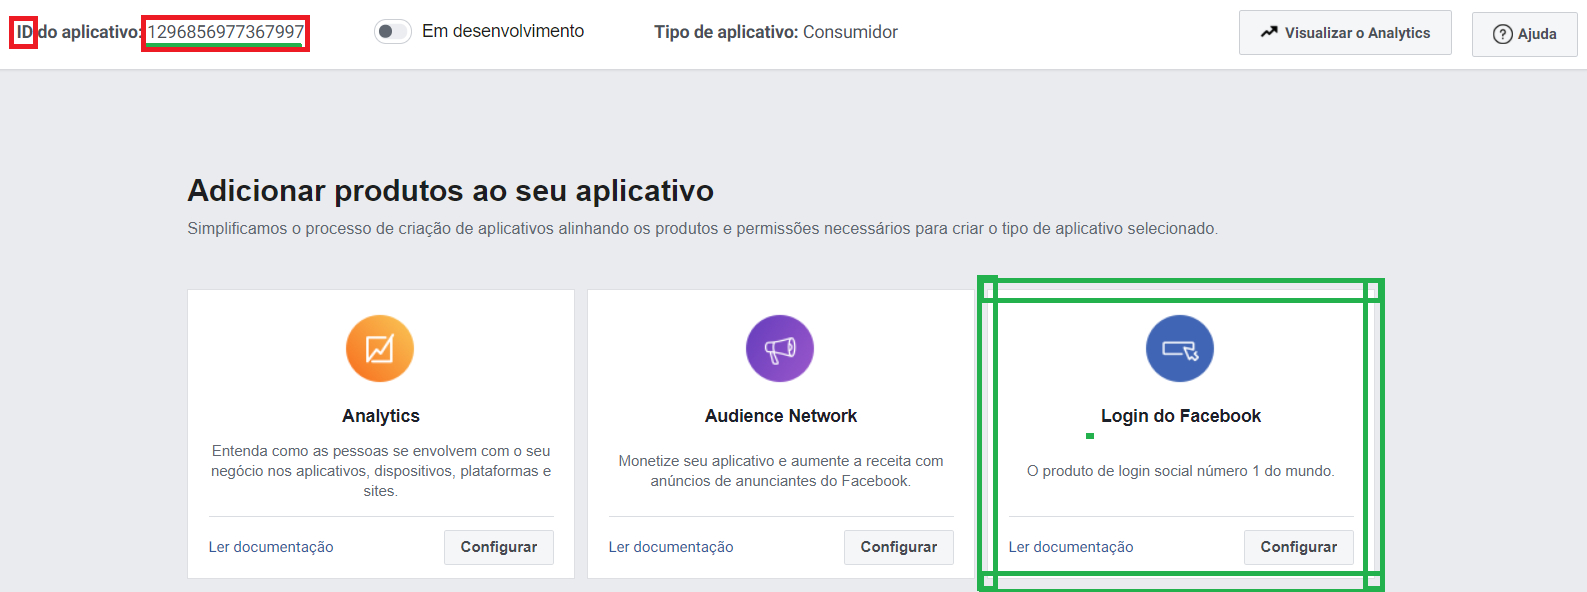 ID do aplicativo: 1296856977367997
Em desenvolvimento
Tipo de aplicativo: Consumidor
Visualizar o Analytics
Ajuda
Adicionar produtos ao seu aplicativo
Simplificamos o processo de criação de aplicativos alinhando os produtos e permissões necessários para criar o tipo de aplicativo selecionado.
Analytics
Entenda como as pessoas se envolvem com o seu
negócio nos aplicativos, dispositivos, plataformas e
sites.
Ler documentação
Configurar
Audience Network
Monetize seu aplicativo e aumente a receita com
anúncios de anunciantes do Facebook.
Ler documentação
Configurar
Login do Facebook
O produto de login social número 1 do mundo.
Ler documentação
Configurar